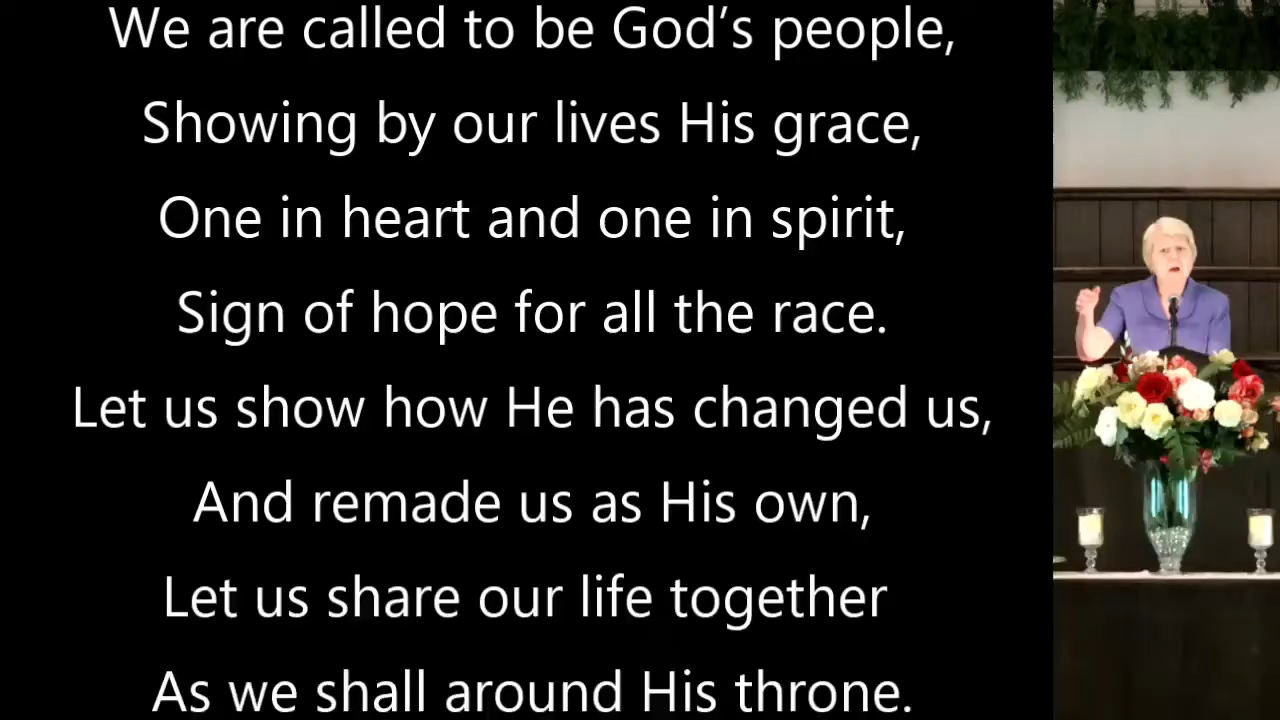 We are called to be God’s people,
Showing by our lives His grace,
One in heart and one in spirit,
Sign of hope for all the race.
Let us show how He has changed us,
And remade us as His own,
Let us share our life together
As we shall around His throne.